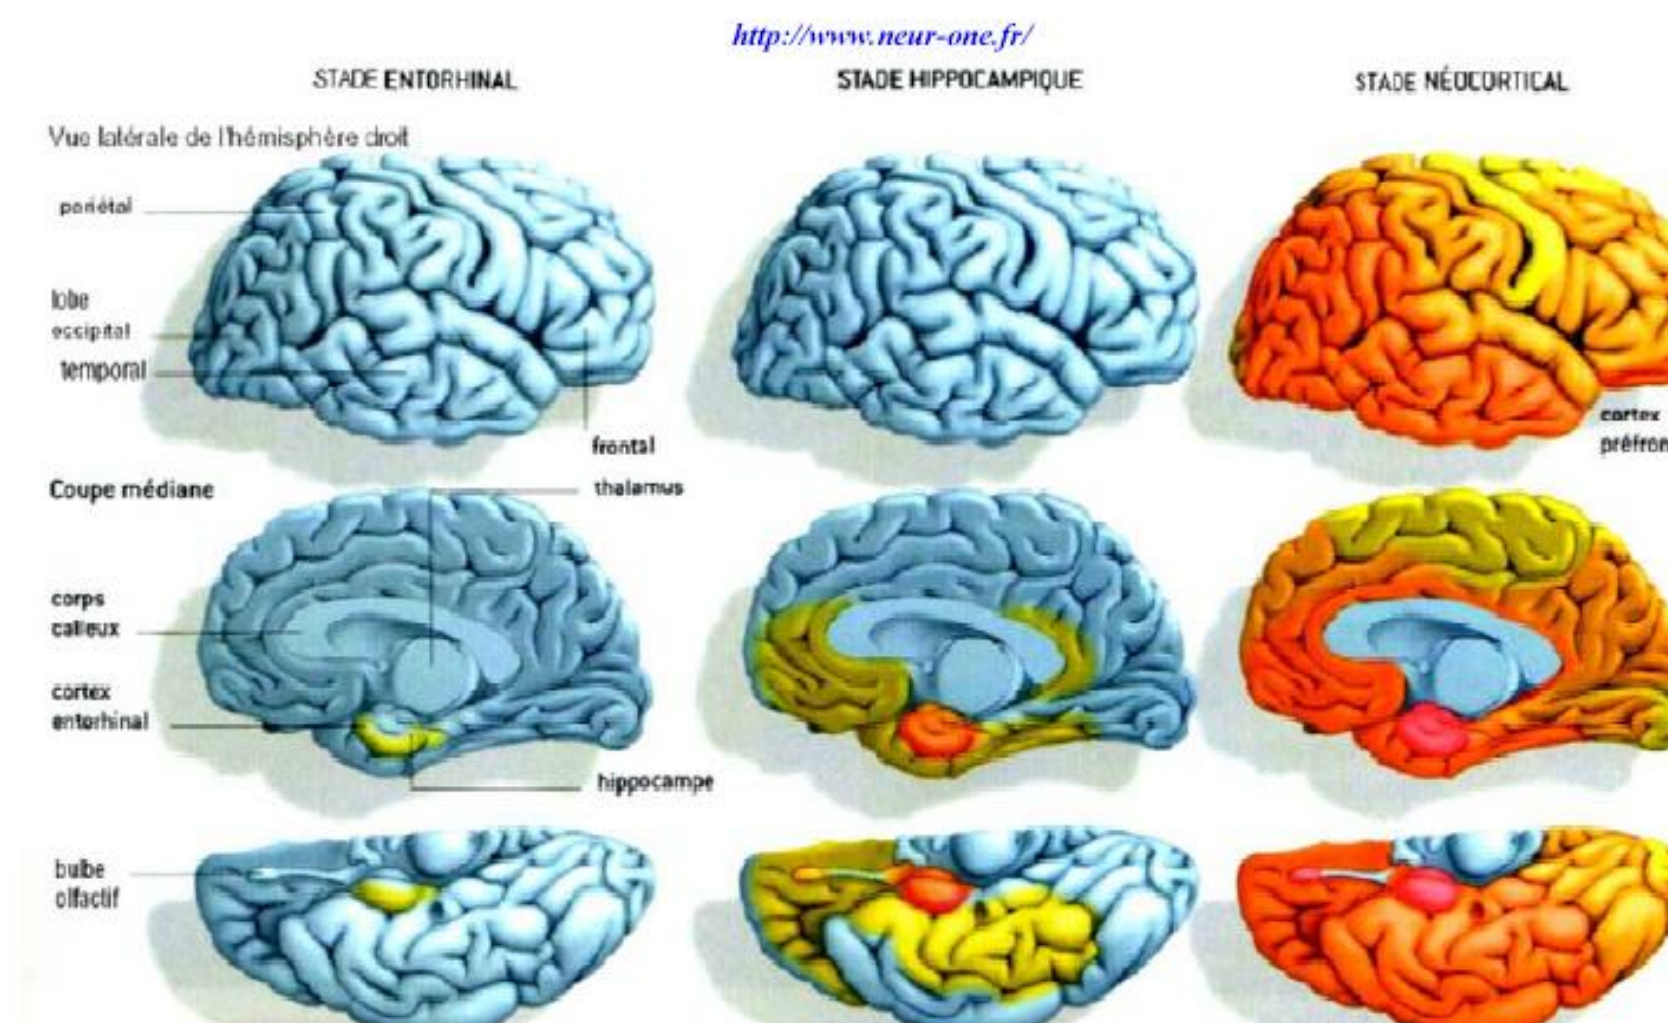 http://www.neur-one.fr/
STADE ENTORHINAL
STADE HIPPOCAMPIQUE
STADE NÉOCORTICAL
Vue latérale de l'hémisphère droit
pariétal
lobe
occipital
temporal
frontal
cortex
préfron
Coupe médiane
thalamus
corps
calleux
cortex
entorhinal
hippocampe
bulbe
olfactif